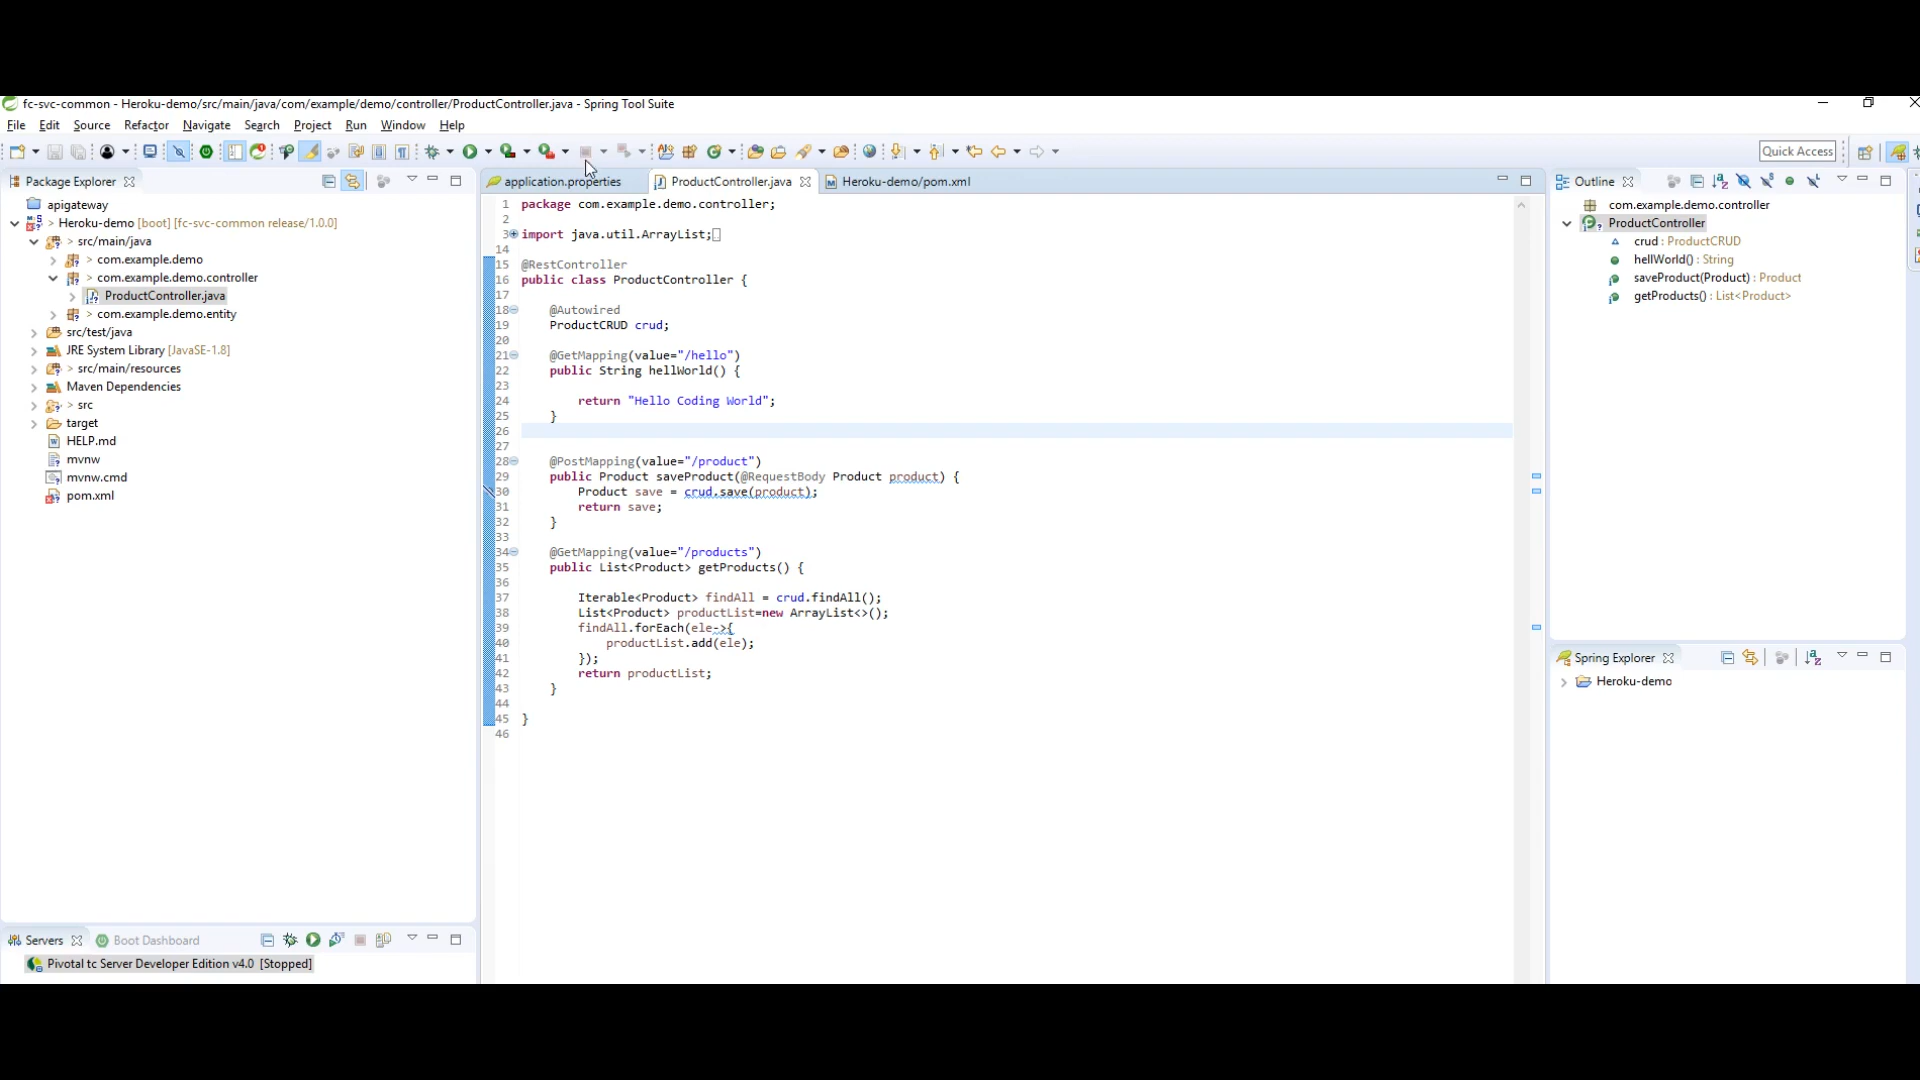 fc-svc-common - Heroku-demo/src/main/java/com/example/demo/controller/ProductController.java - Spring Tool Suite
File Edit Source Refactor Navigate Search Project Run Window Help
Quick Access
Package Explorer
apigateway
> Heroku-demo [boot] [fc-svc-common release/1.0.0]
> src/main/java
> com.example.demo
> com.example.demo.controller
ProductController.java
> com.example.demo.entity
src/test/java
JRE System Library [JavaSE-1.8]
> src/main/resources
Maven Dependencies
> src
target
HELP.md
mvnw
mvnw.cmd
pom.xml
Servers Boot Dashboard
Pivotal tc Server Developer Edition v4.0 [Stopped]
application.properties ProductController.java Heroku-demo/pom.xml
1 package com.example.demo.controller;
2
3 import java.util.ArrayList;
14
15 @RestController
16 public class ProductController {
17
18 @Autowired
19 ProductCRUD crud;
20
21 @GetMapping(value="/hello")
22 public String hellWorld() {
23
24 return "Hello Coding World";
25 }
26
27
28 @PostMapping(value="/product")
29 public Product saveProduct(@RequestBody Product product) {
30 Product save = crud.save(product);
31 return save;
32 }
33
34 @GetMapping(value="/products")
35 public List<Product> getProducts() {
36
37 Iterable<Product> findAll = crud.findAll();
38 List<Product> productList=new ArrayList<>();
39 findAll.forEach(ele->{
40 productList.add(ele);
41 });
42 return productList;
43 }
44
45 }
46
Outline
com.example.demo.controller
ProductController
crud : ProductCRUD
hellWorld() : String
saveProduct(Product) : Product
getProducts() : List<Product>
Spring Explorer
Heroku-demo